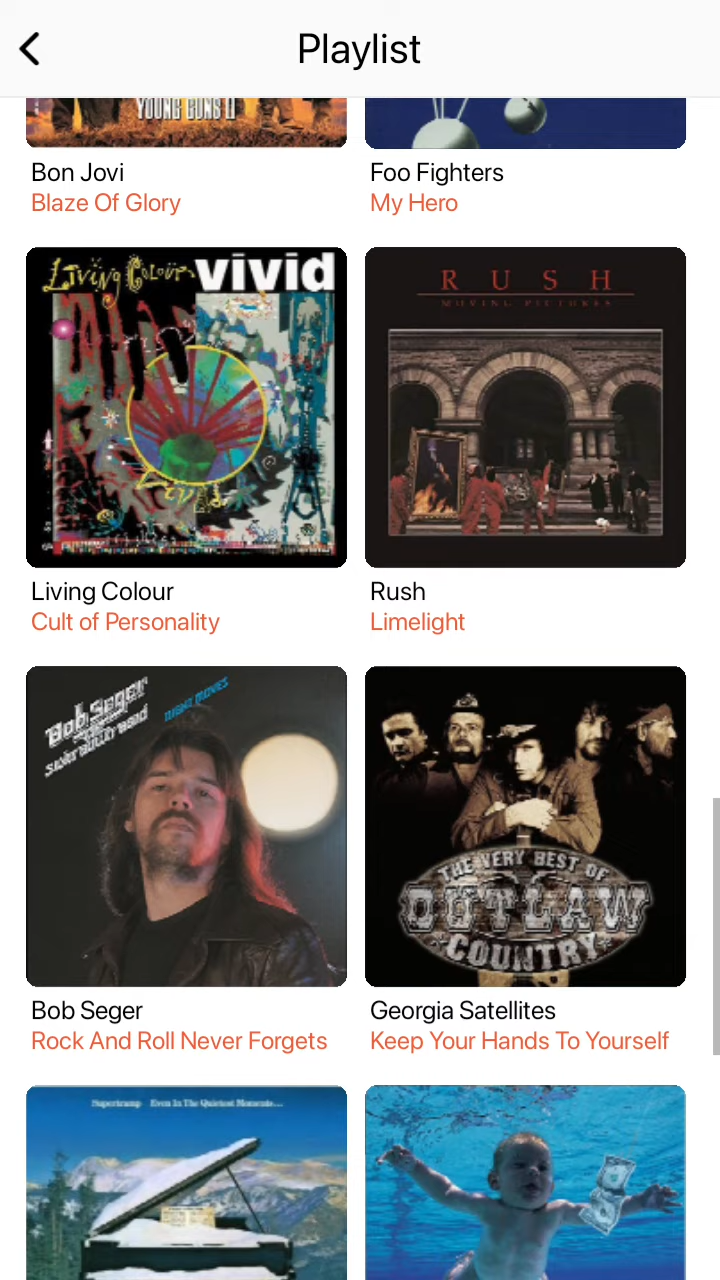 Playlist
YOUNG GUNS II
Bon Jovi
Blaze Of Glory
Foo Fighters
My Hero
Living Colour vivid
Living Colour
Cult of Personality
RUSH
MOVING PICTURES
Rush
Limelight
Bob Seger
SILVER BULLET BAND
NIGHT MOVES
Bob Seger
Rock And Roll Never Forgets
THE VERY BEST OF
OUTLAW
COUNTRY
Georgia Satellites
Keep Your Hands To Yourself
Supertramp Even In The Quietest Moments...